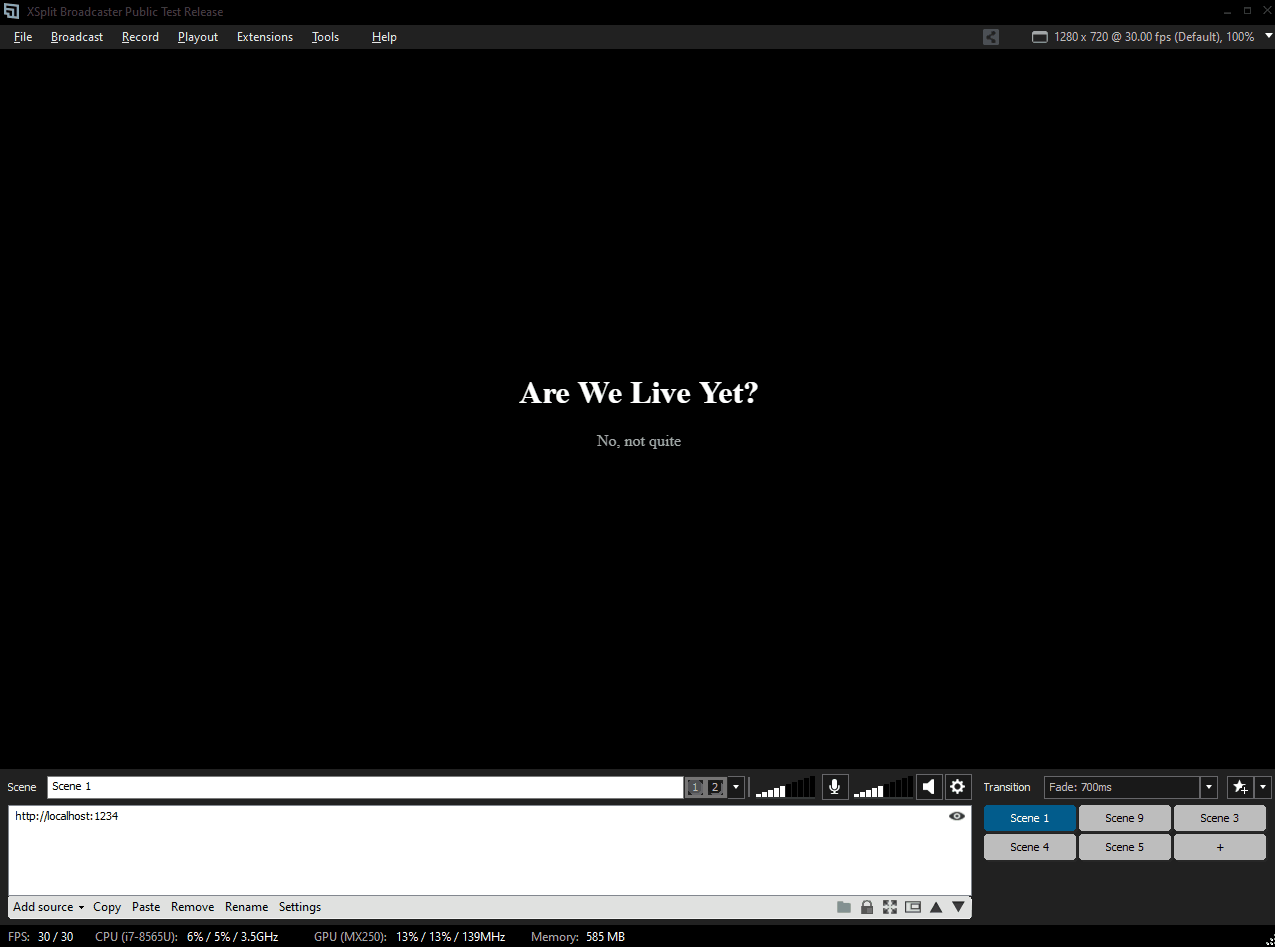 XSplit Broadcaster Public Test Release
File Broadcast Record Playout Extensions Tools Help 1280 x 720 @ 30.00 fps (Default), 100%
Are We Live Yet?
No, not quite
Scene Scene 1 1 2 Transition Fade: 700ms
http://localhost:1234 Scene 1 Scene 9 Scene 3
Scene 4 Scene 5 +
Add source Copy Paste Remove Rename Settings
FPS: 30 / 30 CPU (i7-8565U): 6% / 5% / 3.5GHz GPU (MX250): 13% / 13% / 139MHz Memory: 585 MB